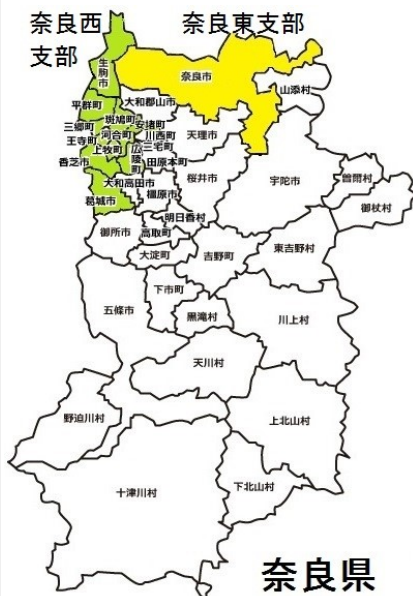 奈良西
支部
奈良東支部
生駒市
奈良市
山添村
平群町
大和郡山市
斑鳩町
安堵町
三郷町
河合町
川西町
三宅町
天理市
王寺町
上牧町
広陵町
田原本町
香芝市
大和高田市
桜井市
宇陀市
曽爾村
御杖村
葛城市
橿原市
明日香村
御所市
高取町
大淀町
吉野町
東吉野村
下市町
五條市
黒滝村
川上村
天川村
野迫川村
上北山村
十津川村
下北山村
奈良県